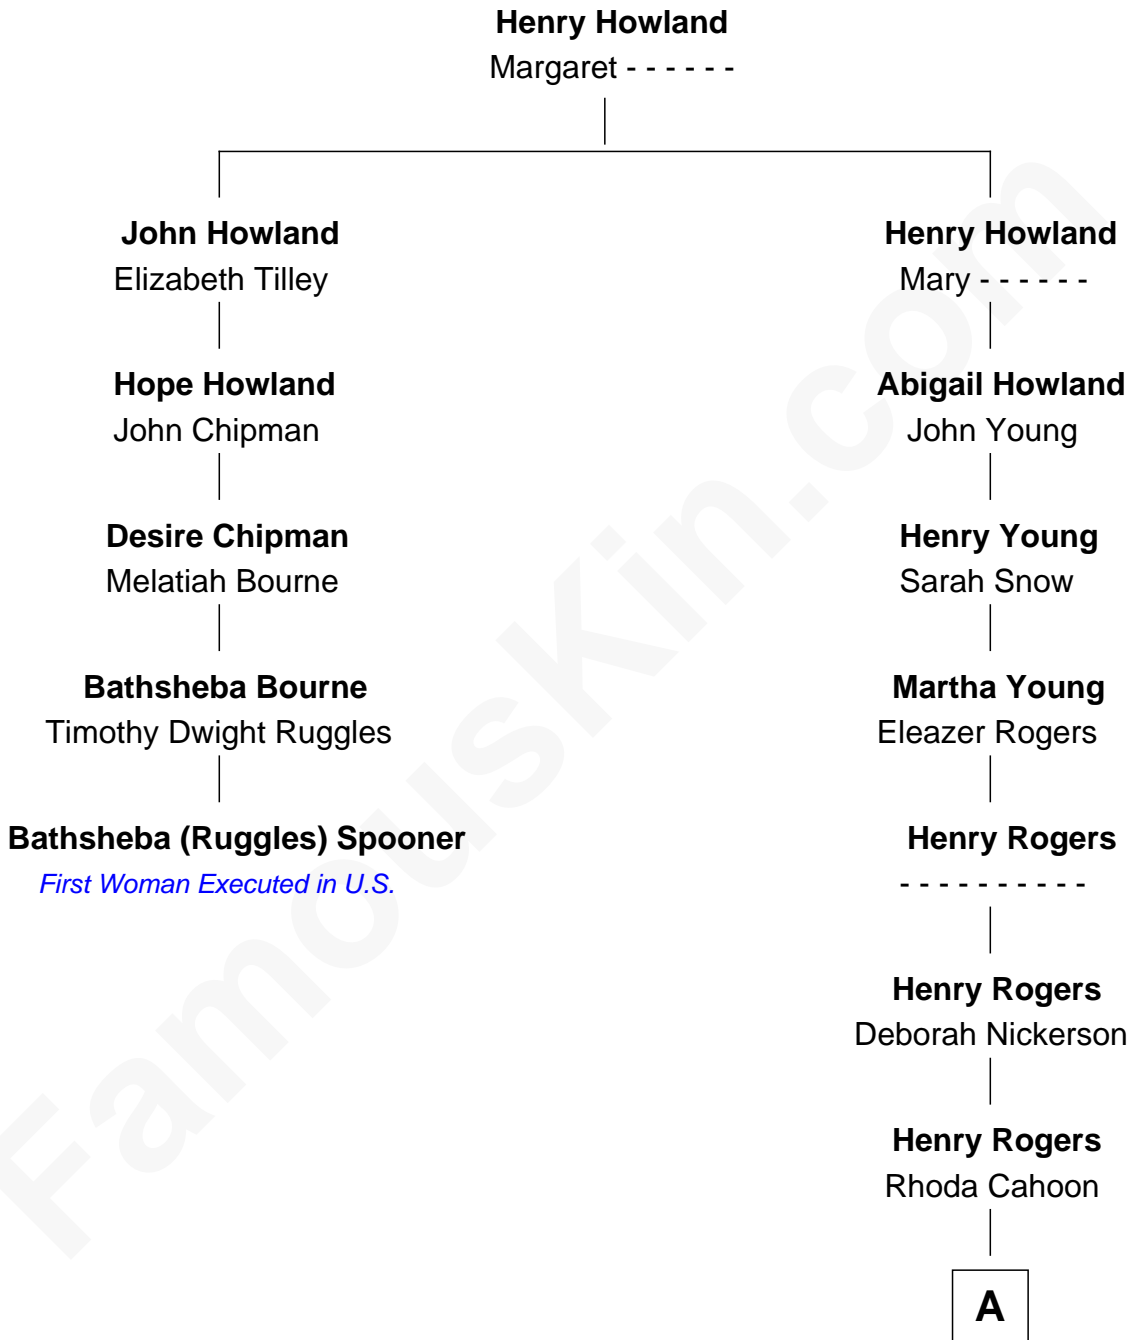 Henry Howland
Margaret - - - - - -
John Howland
Elizabeth Tilley
Henry Howland
Mary - - - - - -
Hope Howland
John Chipman
Abigail Howland
John Young
Desire Chipman
Melatiah Bourne
Henry Young
Sarah Snow
Bathsheba Bourne
Timothy Dwight Ruggles
Martha Young
Eleazer Rogers
Bathsheba (Ruggles) Spooner
First Woman Executed in U.S.
Henry Rogers
- - - - - - - - - -
Henry Rogers
Deborah Nickerson
Henry Rogers
Rhoda Cahoon
A
FamousKin.com